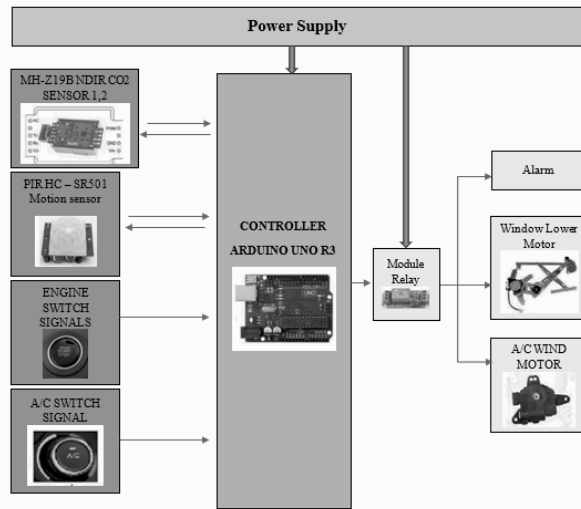 Power Supply
MH-Z19B NDIR CO2
SENSOR 1,2
PIR HC – SR501
Motion sensor
ENGINE
SWITCH
SIGNALS
A/C SWITCH
SIGNAL
A/C
CONTROLLER
ARDUINO UNO R3
UNO
Module
Relay
Alarm
Window Lower
Motor
A/C WIND
MOTOR